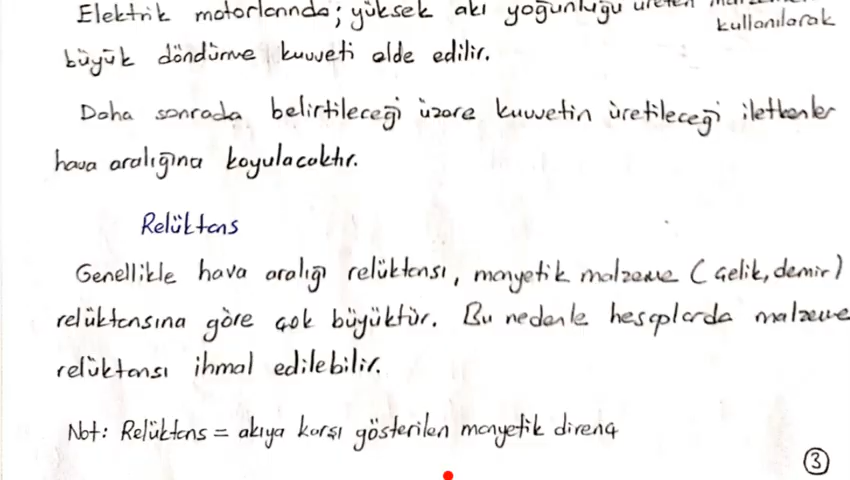 Elektrik motorlarında; yüksek akı yoğunluğu üreten
kullanılarak
büyük döndürme kuvveti elde edilir.
Daha sonrada belirtileceği üzere kuvvetin üretileceği iletkenler
hava aralığına koyulacaktır.
Relüktans
Genellikle hava aralığı relüktansı, manyetik malzeme (çelik, demir)
relüktansına göre çok büyüktür. Bu nedenle hesaplarda malzeme
relüktansı ihmal edilebilir.
Not: Relüktans = akıya karşı gösterilen manyetik direnç
3